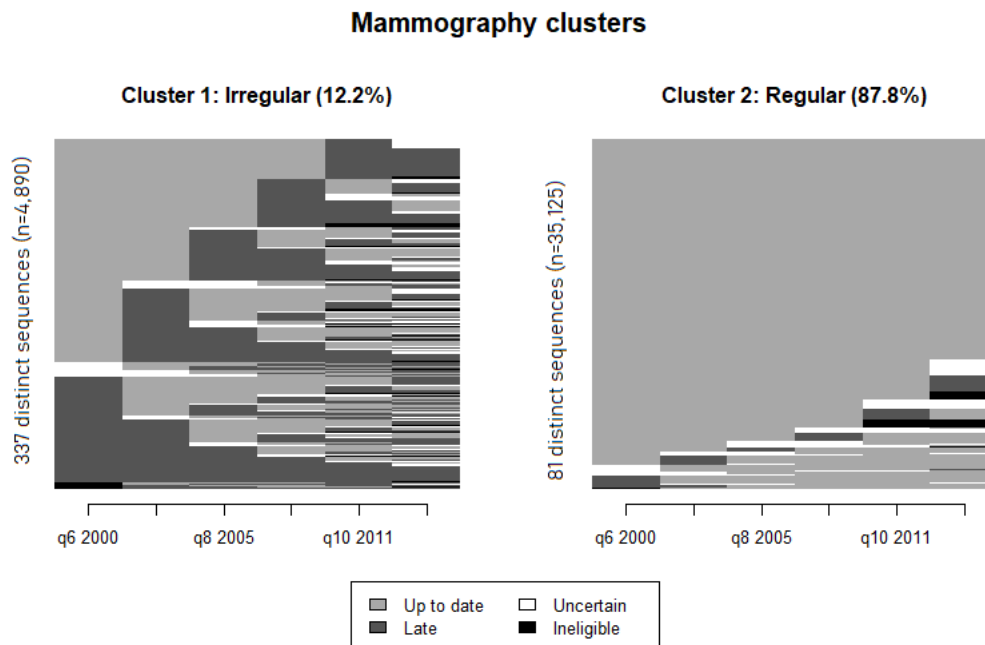 Mammography clusters
Cluster 1: Irregular (12.2%)
Cluster 2: Regular (87.8%)
337 distinct sequences (n=4,890)
81 distinct sequences (n=35,125)
q6 2000
q8 2005
q10 2011
q6 2000
q8 2005
q10 2011
Up to date
Uncertain
Late
Ineligible